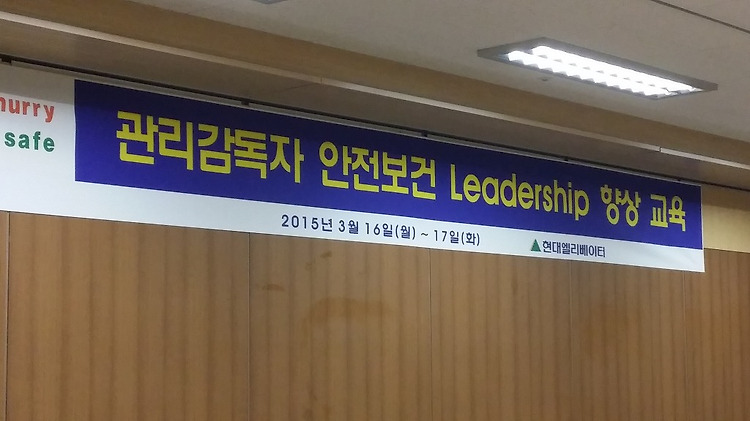 hurry
safe
관리감독자 안전보건 Leadership 향상 교육
2015년 3월 16일(월) ~ 17일(화)
현대엘리베이터